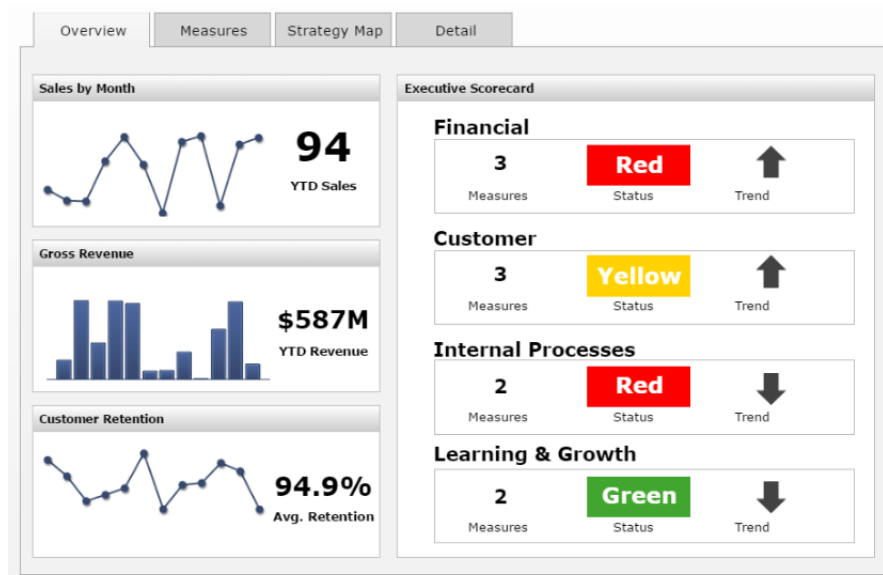 Overview Measures Strategy Map Detail
Sales by Month
94
YTD Sales
Gross Revenue
$587M
YTD Revenue
Customer Retention
94.9%
Avg. Retention
Executive Scorecard
Financial
3 Red
Measures Status Trend
Customer
3 Yellow
Measures Status Trend
Internal Processes
2 Red
Measures Status Trend
Learning & Growth
2 Green
Measures Status Trend